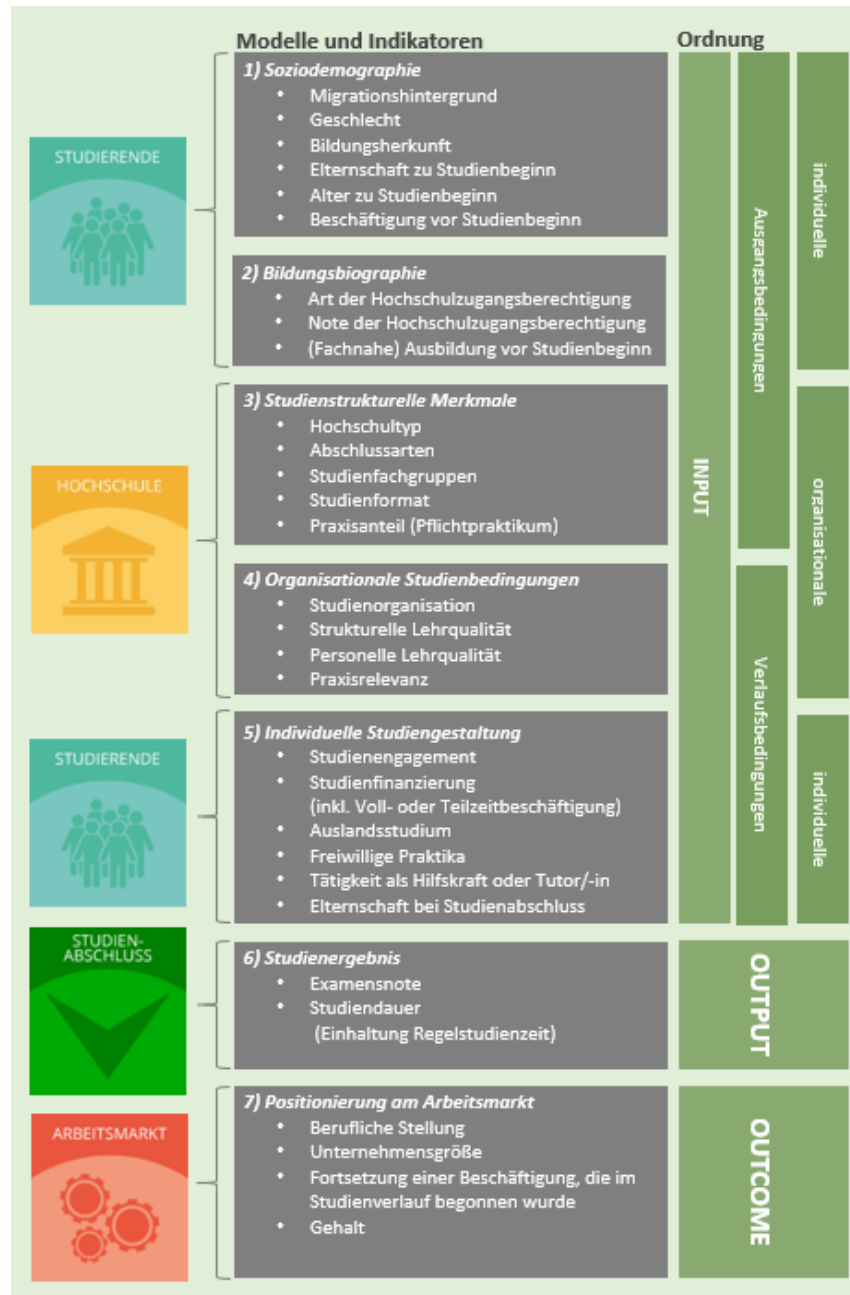 Modelle und Indikatoren
Ordnung
STUDIERENDE
1) Soziodemographie
• Migrationshintergrund
• Geschlecht
• Bildungsherkunft
• Elternschaft zu Studienbeginn
• Alter zu Studienbeginn
• Beschäftigung vor Studienbeginn
2) Bildungsbiographie
• Art der Hochschulzugangsberechtigung
• Note der Hochschulzugangsberechtigung
• (Fachnahe) Ausbildung vor Studienbeginn
HOCHSCHULE
3) Studienstrukturelle Merkmale
• Hochschultyp
• Abschlussarten
• Studienfachgruppen
• Studienformat
• Praxisanteil (Pflichtpraktikum)
4) Organisationale Studienbedingungen
• Studienorganisation
• Strukturelle Lehrqualität
• Personelle Lehrqualität
• Praxisrelevanz
STUDIERENDE
5) Individuelle Studiengestaltung
• Studienengagement
• Studienfinanzierung
(inkl. Voll- oder Teilzeitbeschäftigung)
• Auslandsstudium
• Freiwillige Praktika
• Tätigkeit als Hilfskraft oder Tutor/-in
• Elternschaft bei Studienabschluss
INPUT
Ausgangsbedingungen
Verlaufsbedingungen
individuelle
organisationale
individuelle
STUDIEN-
ABSCHLUSS
6) Studienergebnis
• Examensnote
• Studiendauer
(Einhaltung Regelstudienzeit)
OUTPUT
ARBEITSMARKT
7) Positionierung am Arbeitsmarkt
• Berufliche Stellung
• Unternehmensgröße
• Fortsetzung einer Beschäftigung, die im
Studienverlauf begonnen wurde
• Gehalt
OUTCOME